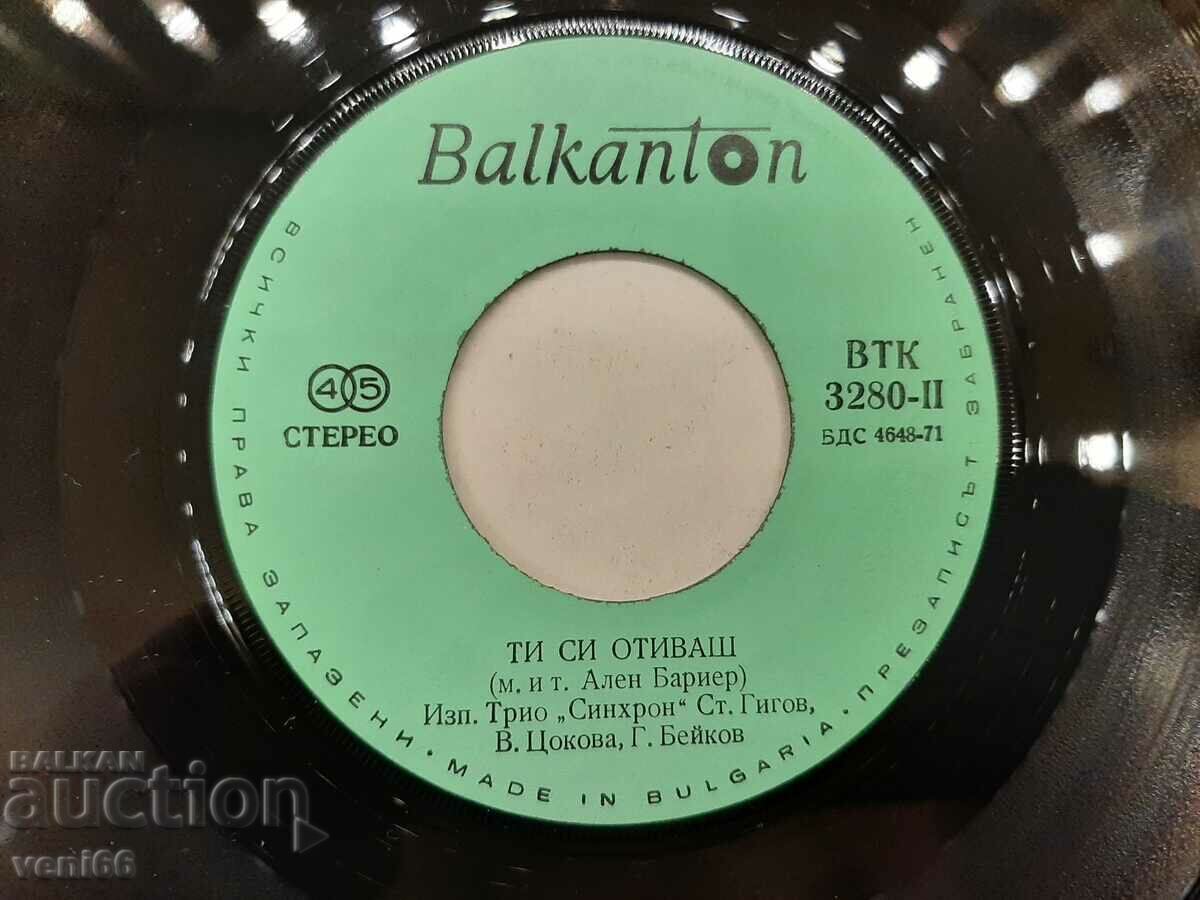 Balkanton
45
СТЕРЕО
ВТК
3280-II
БДС 4648-71
ТИ СИ ОТИВАШ
(м. и т. Ален Бариер)
Изп. Трио „Синхрон" Ст. Гигов,
В. Цокова, Г. Бейков
ВСИЧКИ ПРАВА ЗАПАЗЕНИ · MADE IN BULGARIA · ПРЕЗАПИСЪТ ЗАБРАНЕН
BALKAN
auction
veni66